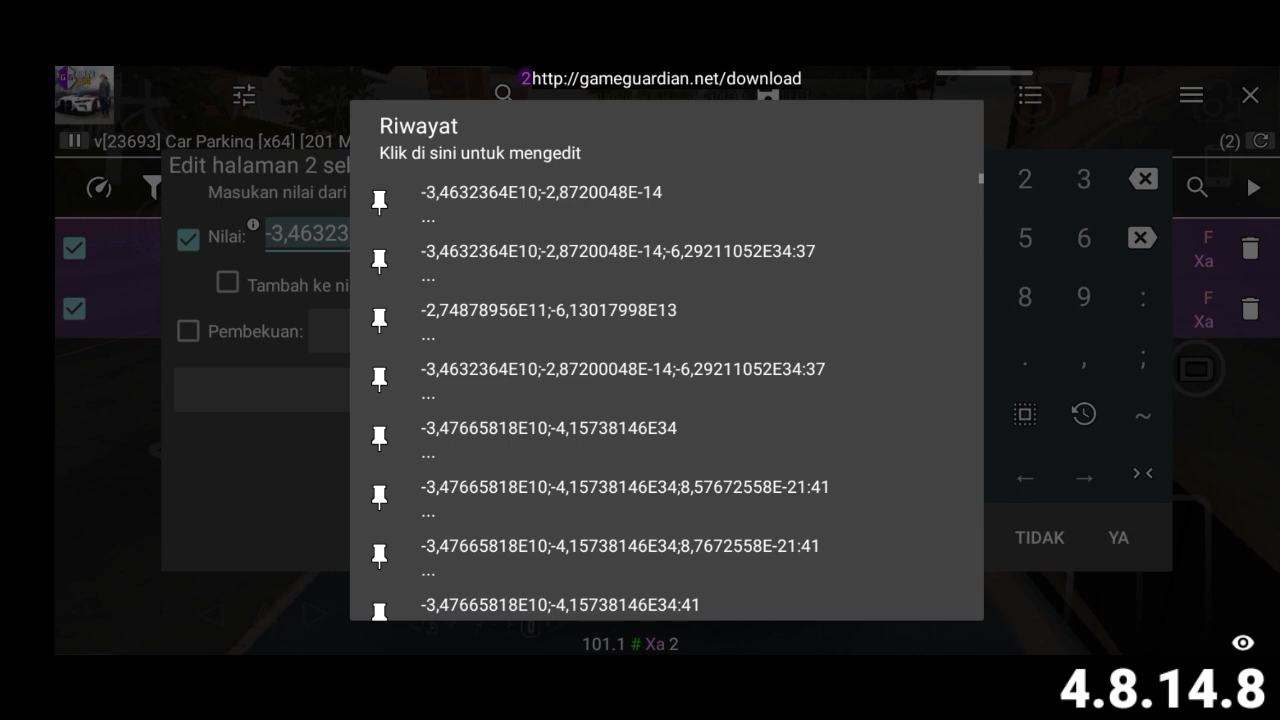 2http://gameguardian.net/download
v[23693] Car Parking [x64] [201 M
(2)
Edit halaman 2 sel
Masukan nilai dari
Nilai:
-3,46323
Tambah ke ni
Pembekuan:
Riwayat
Klik di sini untuk mengedit
-3,4632364E10;-2,8720048E-14
...
-3,4632364E10;-2,8720048E-14;-6,29211052E34:37
...
-2,74878956E11;-6,13017998E13
...
-3,4632364E10;-2,87200048E-14;-6,29211052E34:37
...
-3,47665818E10;-4,15738146E34
...
-3,47665818E10;-4,15738146E34;8,57672558E-21:41
...
-3,47665818E10;-4,15738146E34;8,7672558E-21:41
...
-3,47665818E10;-4,15738146E34:41
2 3
5 6
8 9 :
. , ;
~
← → ><
TIDAK YA
F
Xa
F
Xa
101.1 # Xa 2
4.8.14.8